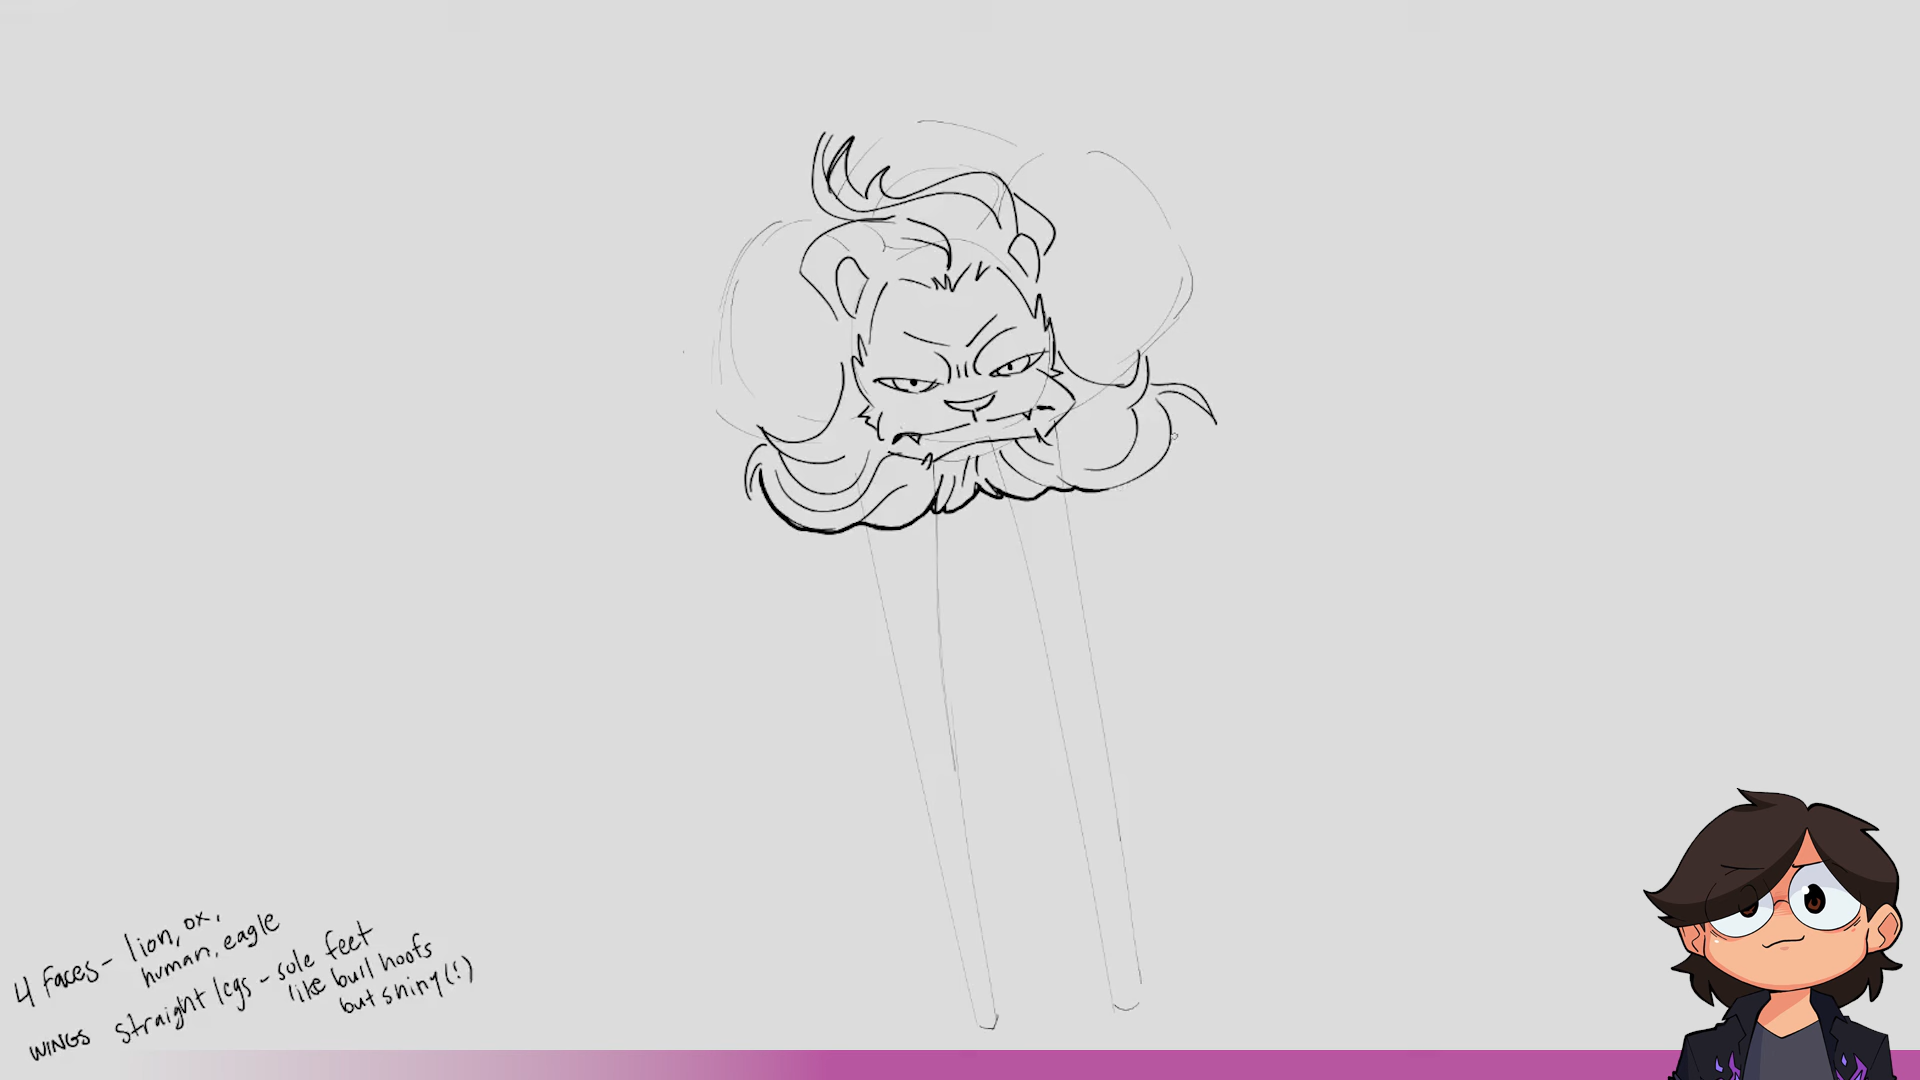 4 faces - lion, ox,
human, eagle
straight legs - sole feet
like bull hoofs
but shiny (!)
WINGS